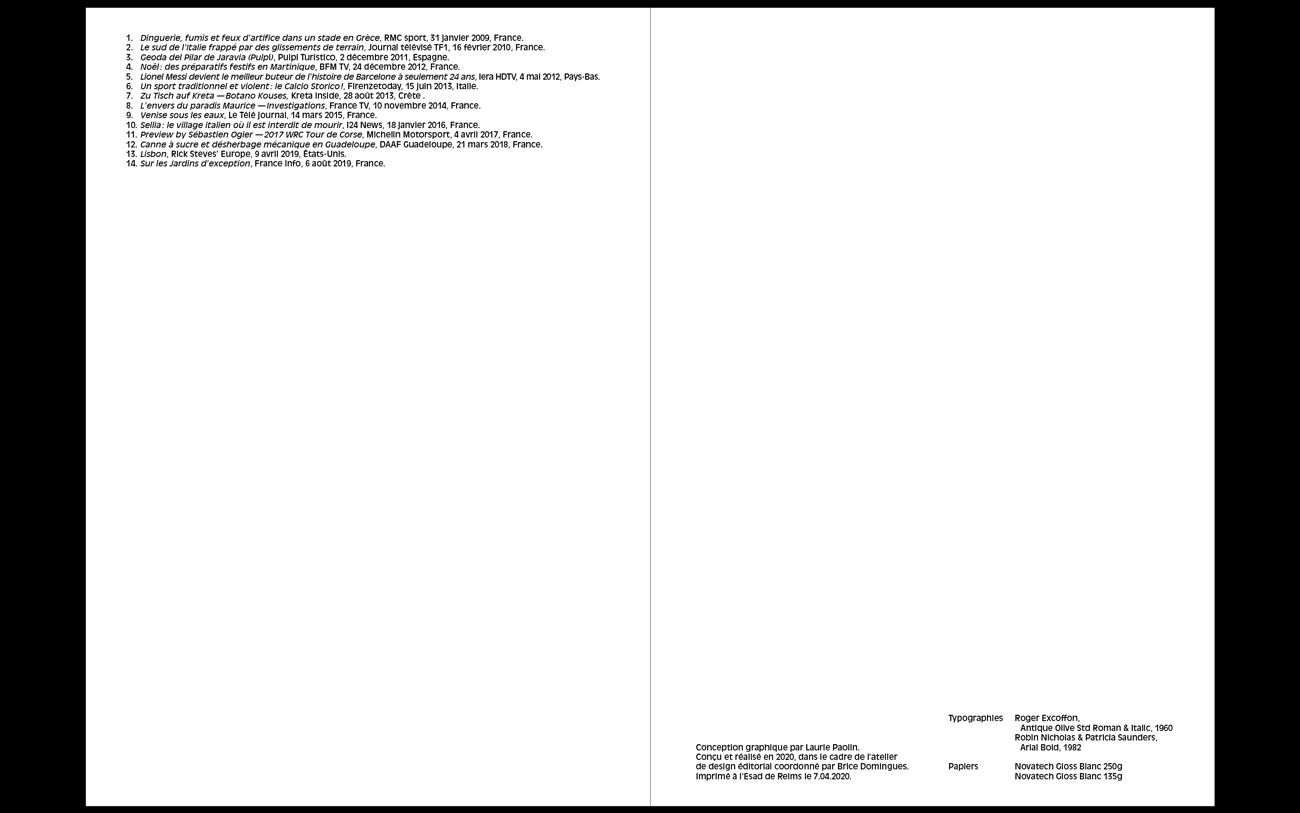 1. Dinguerie, fumis et feux d'artifice dans un stade en Grèce, RMC sport, 31 janvier 2009, France.
2. Le sud de l'Italie frappé par des glissements de terrain, Journal télévisé TF1, 16 février 2010, France.
3. Geoda del Pilar de Jaravia (Pulpí), Pulpí Turístico, 2 décembre 2011, Espagne.
4. Noël : des préparatifs festifs en Martinique, BFM TV, 24 décembre 2012, France.
5. Lionel Messi devient le meilleur buteur de l'histoire de Barcelone à seulement 24 ans, Iera HDTV, 4 mai 2012, Pays-Bas.
6. Un sport traditionnel et violent : le Calcio Storico !, Firenzetoday, 15 juin 2013, Italie.
7. Zu Tisch auf Kreta — Botano Kouses, Kreta Inside, 28 août 2013, Crète .
8. L'envers du paradis Maurice — Investigations, France TV, 10 novembre 2014, France.
9. Venise sous les eaux, Le Télé Journal, 14 mars 2015, France.
10. Sellia : le village italien où il est interdit de mourir, I24 News, 18 janvier 2016, France.
11. Preview by Sébastien Ogier — 2017 WRC Tour de Corse, Michelin Motorsport, 4 avril 2017, France.
12. Canne à sucre et désherbage mécanique en Guadeloupe, DAAF Guadeloupe, 21 mars 2018, France.
13. Lisbon, Rick Steves' Europe, 9 avril 2019, États-Unis.
14. Sur les Jardins d'exception, France Info, 6 août 2019, France.
Conception graphique par Laurie Paolin.
Conçu et réalisé en 2020, dans le cadre de l'atelier
de design éditorial coordonné par Brice Domingues.
Imprimé à l'Esad de Reims le 7.04.2020.
Typographies Roger Excoffon,
Antique Olive Std Roman & Italic, 1960
Robin Nicholas & Patricia Saunders,
Arial Bold, 1982
Papiers Novatech Gloss Blanc 250g
Novatech Gloss Blanc 135g